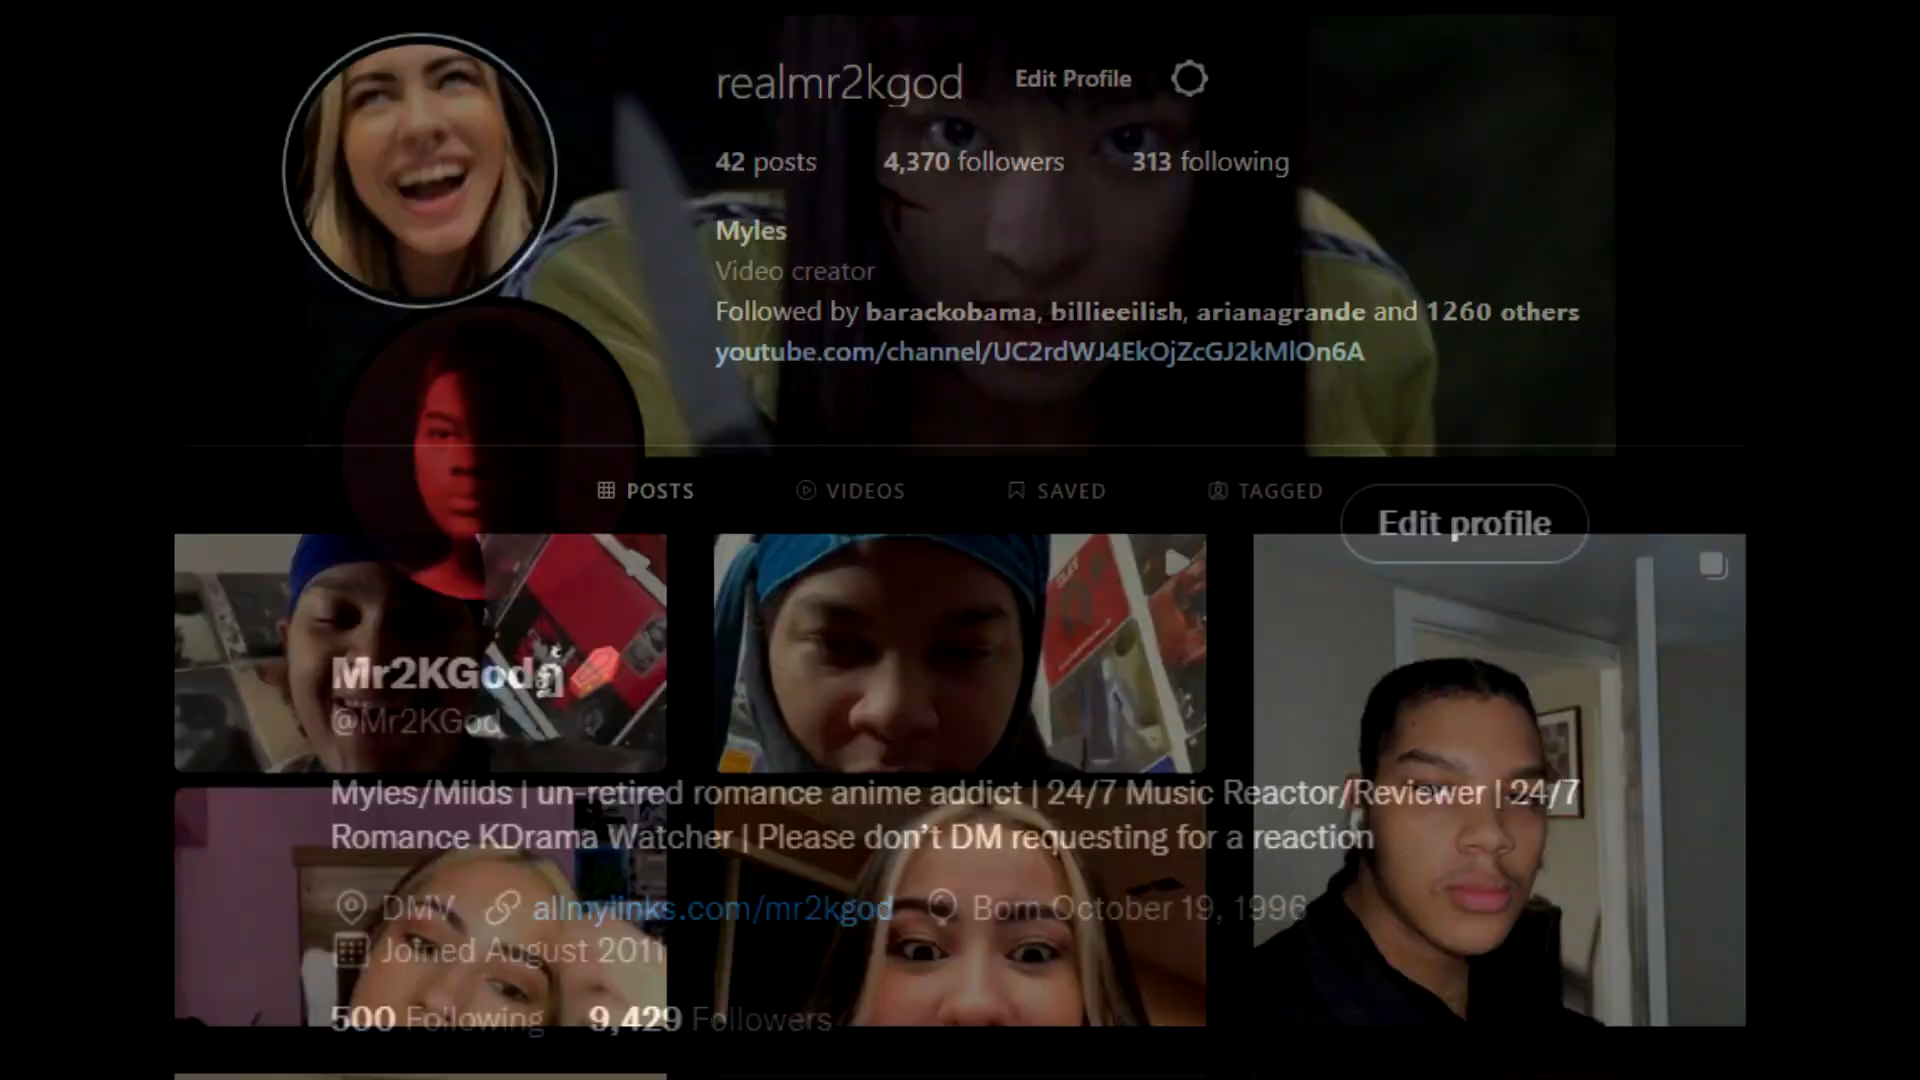 realmr2kgod Edit Profile
42 posts 4,370 followers 313 following
Myles
Video creator
Followed by barackobama, billieeilish, arianagrande and 1260 others
youtube.com/channel/UC2rdWJ4EkOjZcGJ2kMlOn6A
POSTS VIDEOS SAVED TAGGED
Edit profile
Mr2KGod
@Mr2KGod
Myles/Milds | un-retired romance anime addict | 24/7 Music Reactor/Reviewer | 24/7
Romance KDrama Watcher | Please don’t DM requesting for a reaction
DMV allmylinks.com/mr2kgod Born October 19, 1996
Joined August 2011
500 Following 9,429 Followers